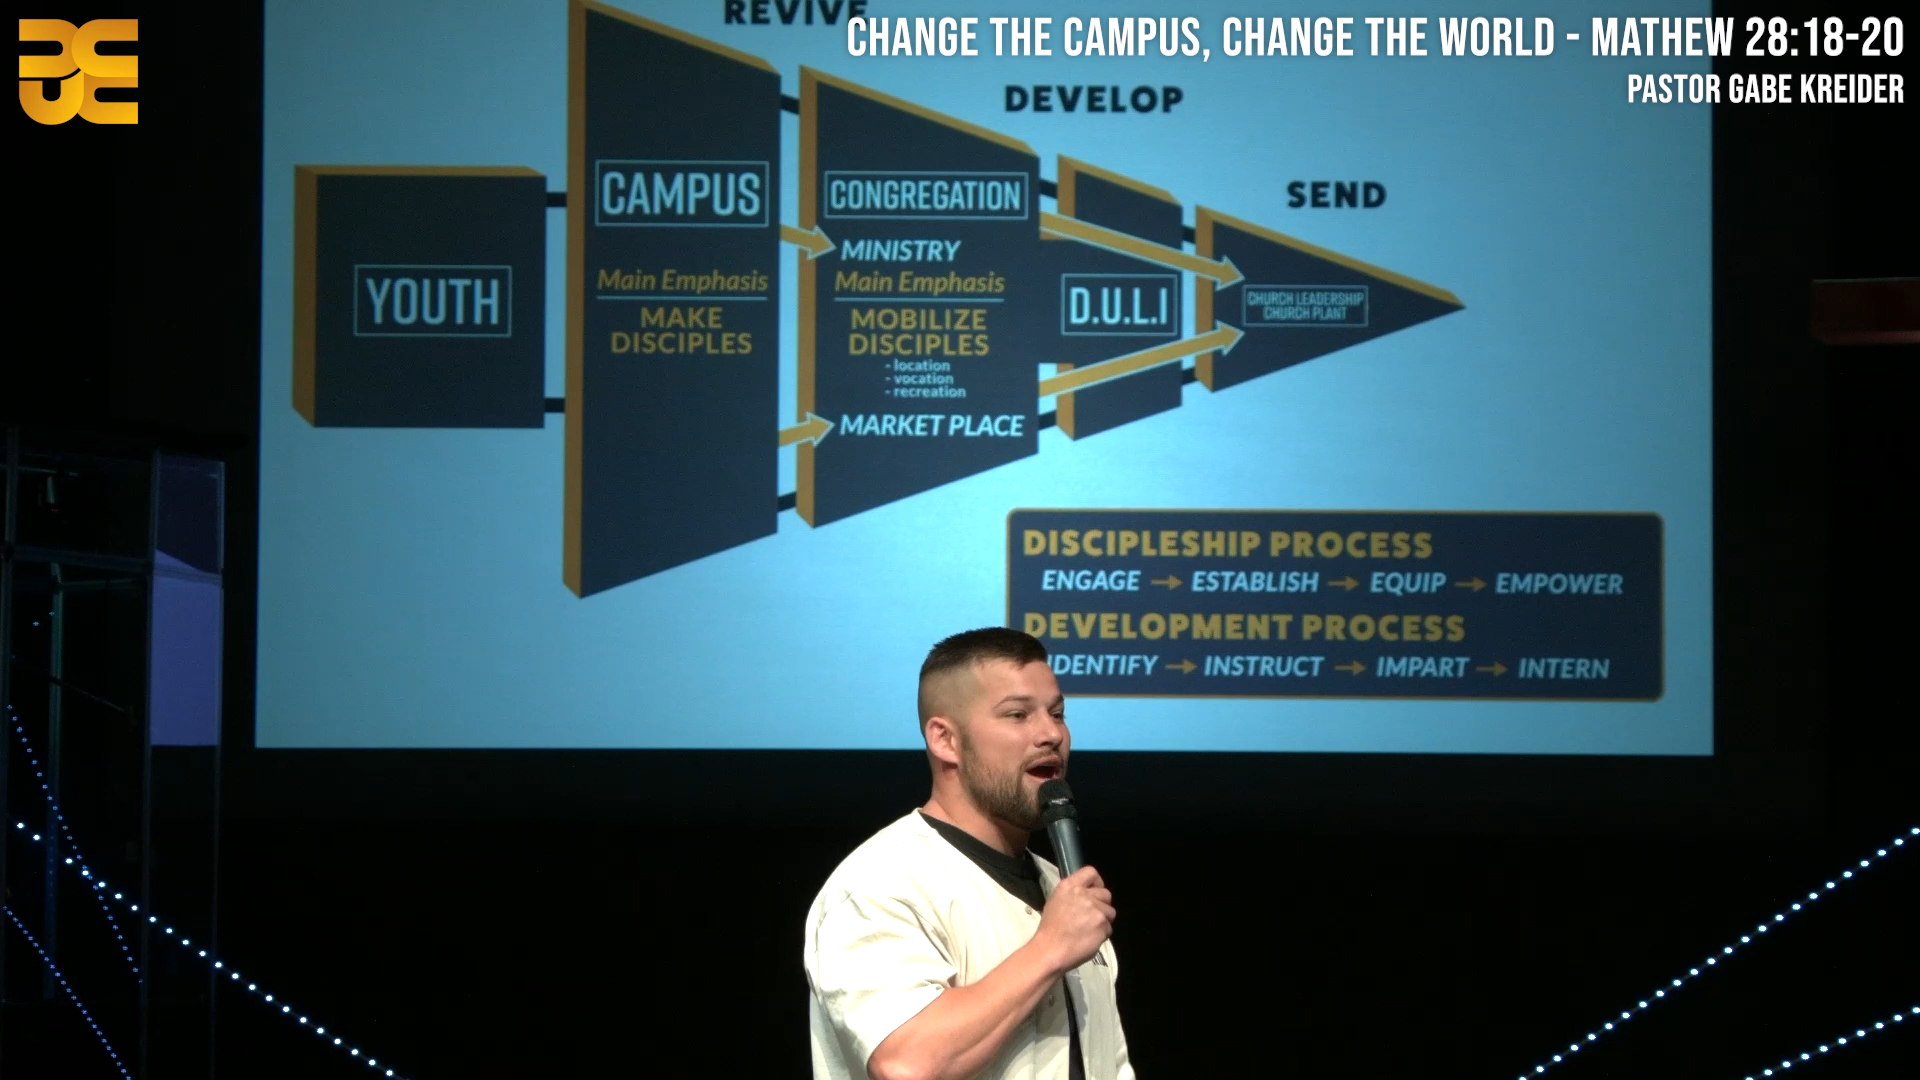 CHANGE THE CAMPUS, CHANGE THE WORLD - MATHEW 28:18-20
PASTOR GABE KREIDER
REVIVE
DEVELOP
SEND
YOUTH
CAMPUS
Main Emphasis
MAKE
DISCIPLES
CONGREGATION
MINISTRY
Main Emphasis
MOBILIZE
DISCIPLES
- location
- vocation
- recreation
MARKET PLACE
D.U.L.I
CHURCH LEADERSHIP
CHURCH PLANT
DISCIPLESHIP PROCESS
ENGAGE → ESTABLISH → EQUIP → EMPOWER
DEVELOPMENT PROCESS
IDENTIFY → INSTRUCT → IMPART → INTERN